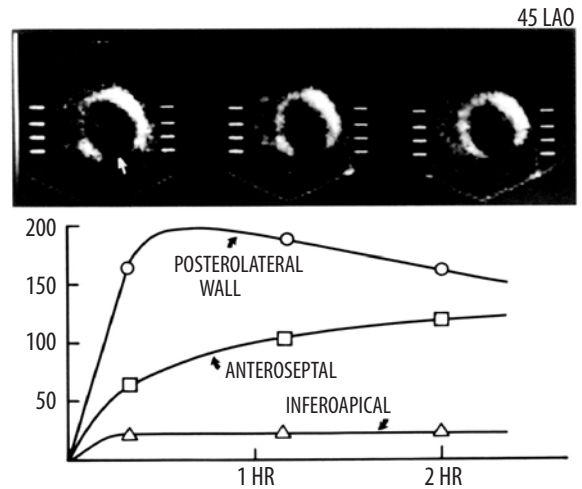 45 LAO
200
150
100
50
POSTEROLATERAL
WALL
ANTEROSEPTAL
INFEROAPICAL
1 HR
2 HR